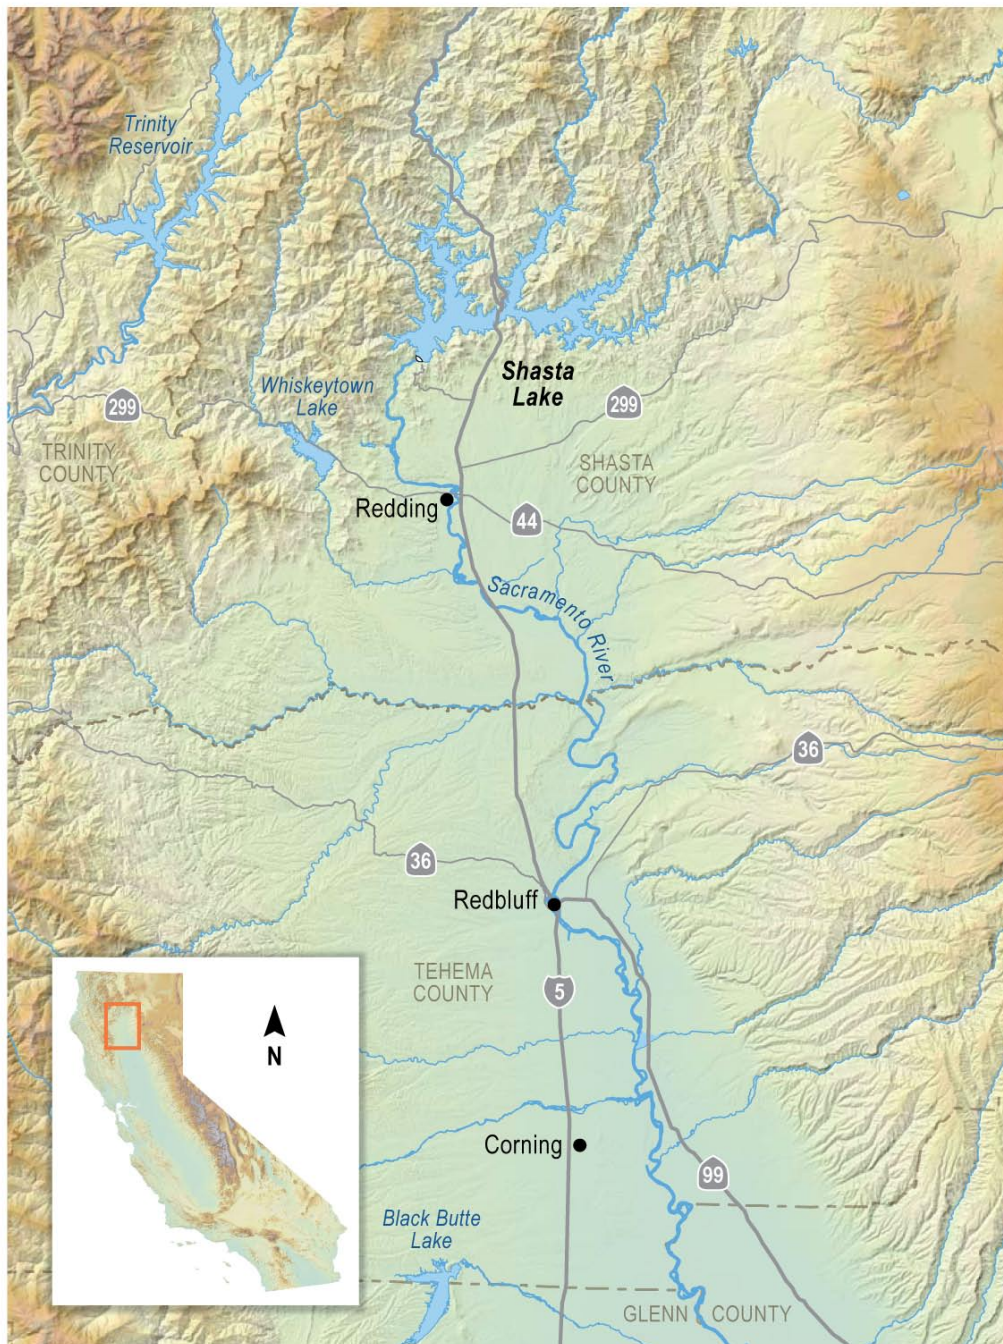 Trinity
Reservoir
Whiskeytown
Lake
Shasta
Lake
299
299
TRINITY
COUNTY
SHASTA
COUNTY
Redding
44
Sacramento River
36
36
Redbluff
TEHEMA
COUNTY
5
N
Corning
99
Black Butte
Lake
GLENN COUNTY